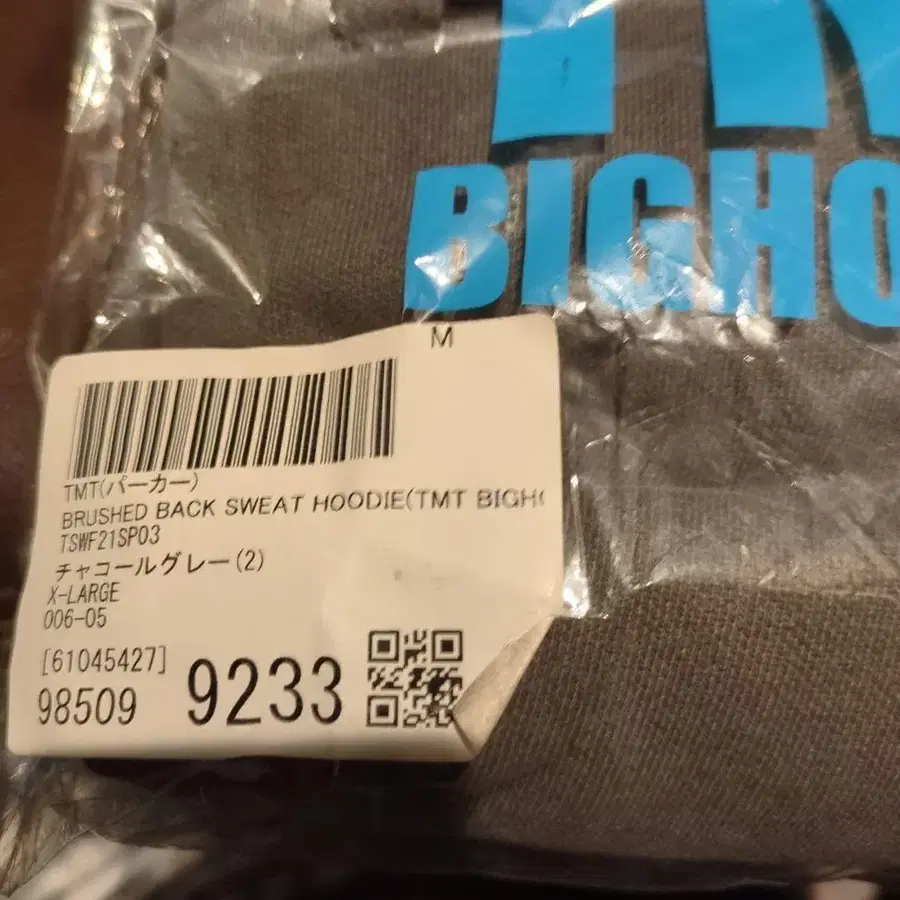 BIGHO
M
TMT(パーカー)
BRUSHED BACK SWEAT HOODIE(TMT BIGH(
TSWF21SP03
チャコールグレー(2)
X-LARGE
006-05
[61045427]
98509 9233